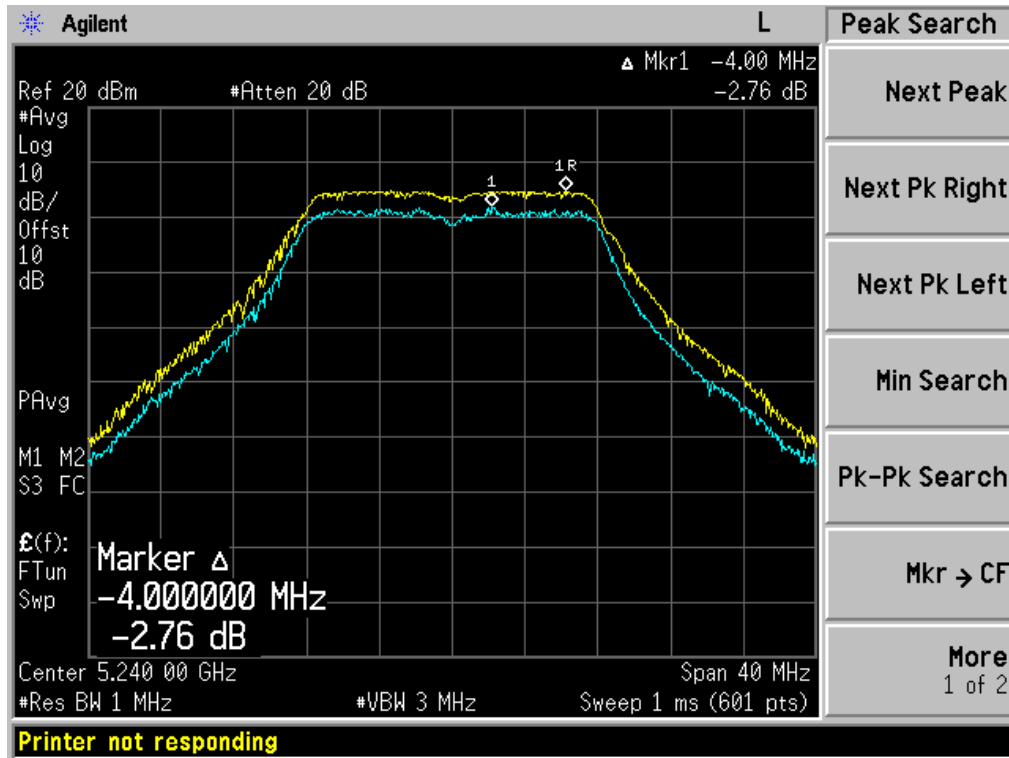 Agilent L Peak Search
Δ Mkr1 -4.00 MHz
Ref 20 dBm #Atten 20 dB -2.76 dB
#Avg
Log
10
dB/
Offst
10
dB
1R
1
PAvg
M1 M2
S3 FC
£(f):
FTun
Swp
Marker Δ
-4.000000 MHz
-2.76 dB
Center 5.240 00 GHz Span 40 MHz
#Res BW 1 MHz #VBW 3 MHz Sweep 1 ms (601 pts)
Printer not responding
Next Peak
Next Pk Right
Next Pk Left
Min Search
Pk-Pk Search
Mkr → CF
More
1 of 2